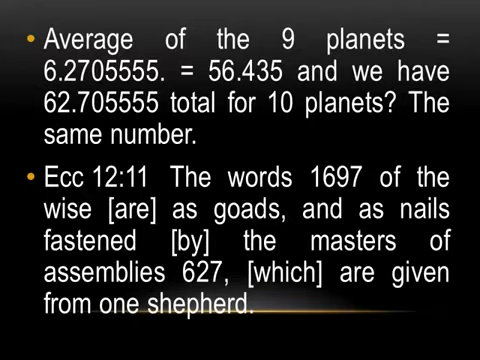 • Average of the 9 planets =
6.2705555. = 56.435 and we have
62.705555 total for 10 planets? The
same number.
• Ecc 12:11 The words 1697 of the
wise [are] as goads, and as nails
fastened [by] the masters of
assemblies 627, [which] are given
from one shepherd.